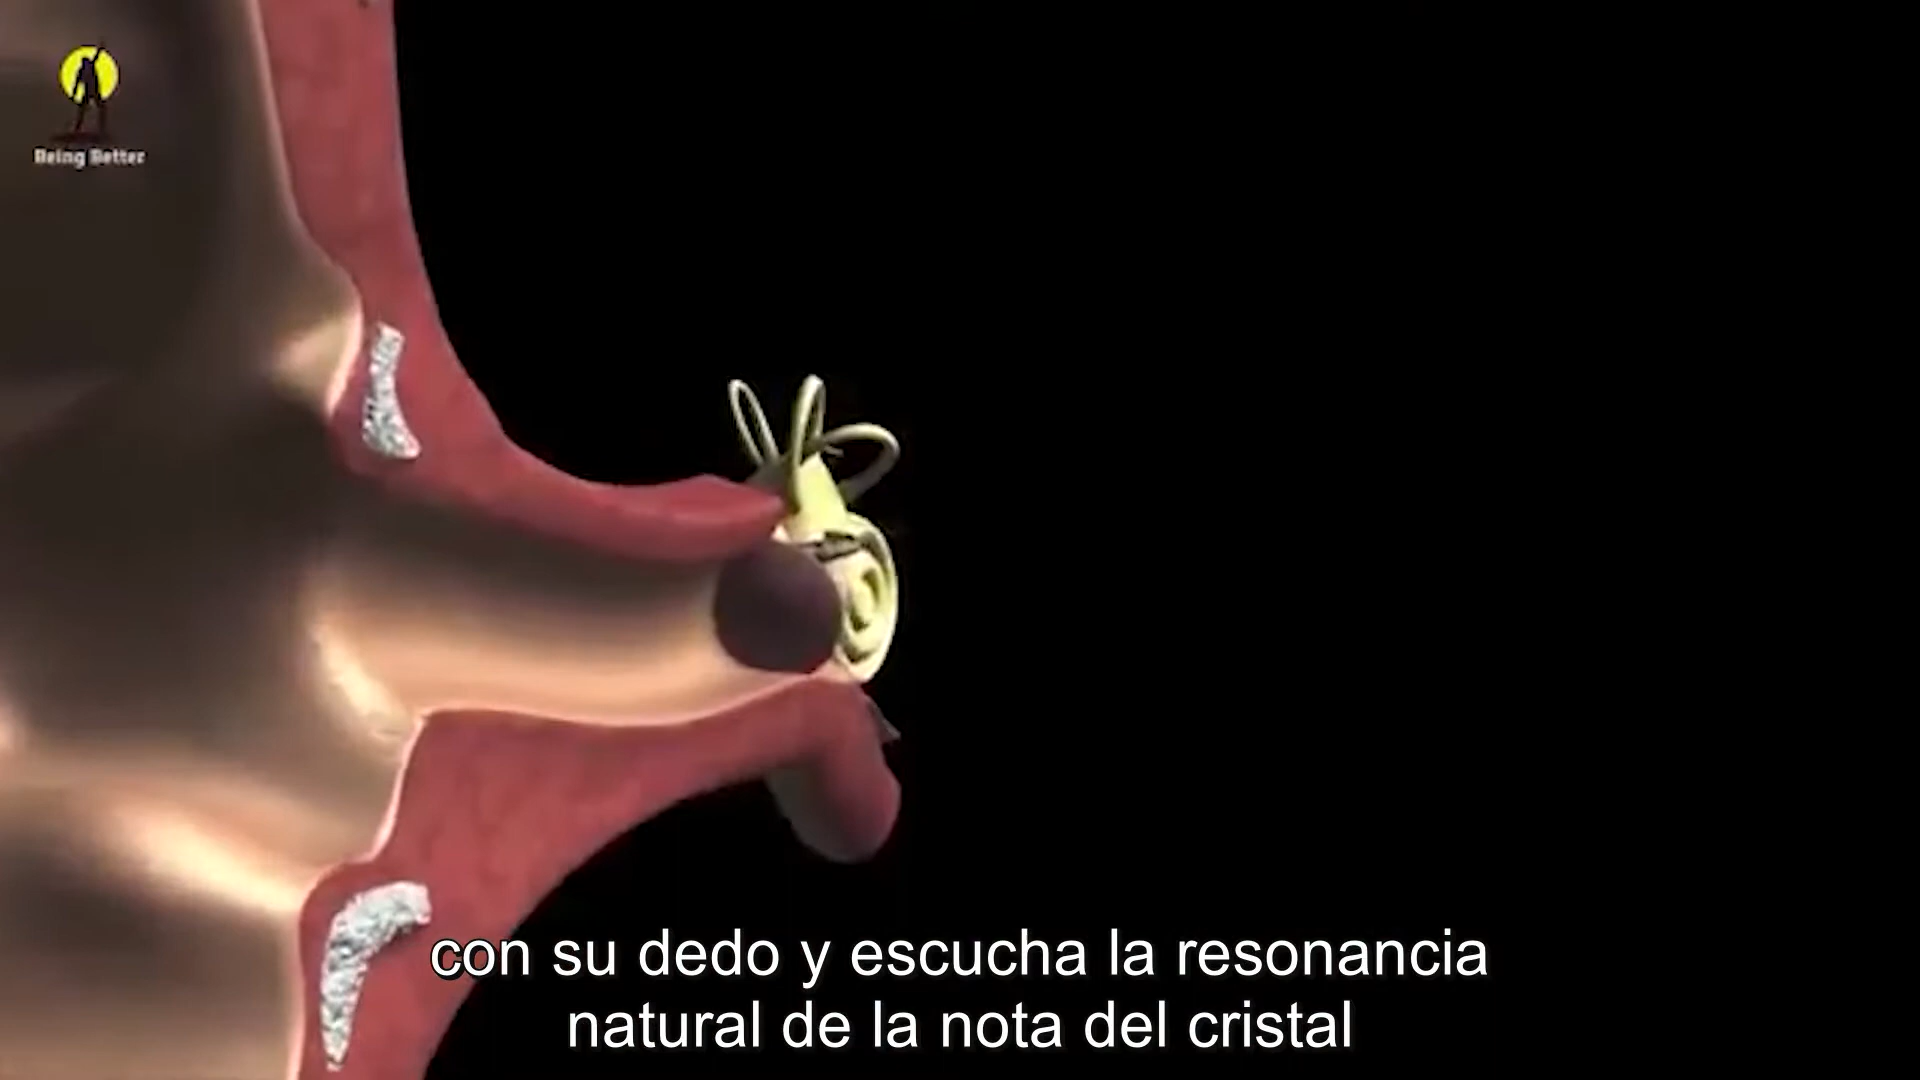 Being Better
con su dedo y escucha la resonancia
natural de la nota del cristal